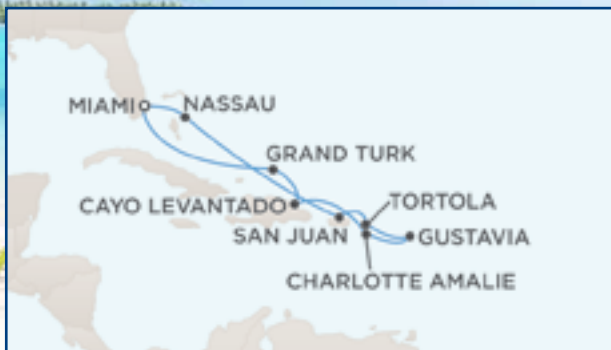 MIAMI
NASSAU
GRAND TURK
CAYO LEVANTADO
TORTOLA
SAN JUAN
GUSTAVIA
CHARLOTTE AMALIE